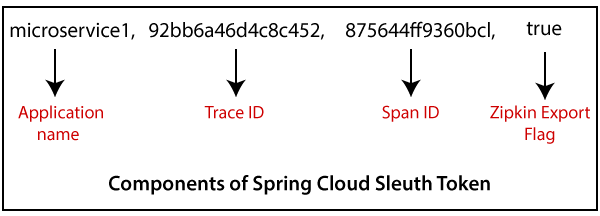 microservice1, 92bb6a46d4c8c452, 875644ff9360bcl, true
Application name
Trace ID
Span ID
Zipkin Export Flag
Components of Spring Cloud Sleuth Token